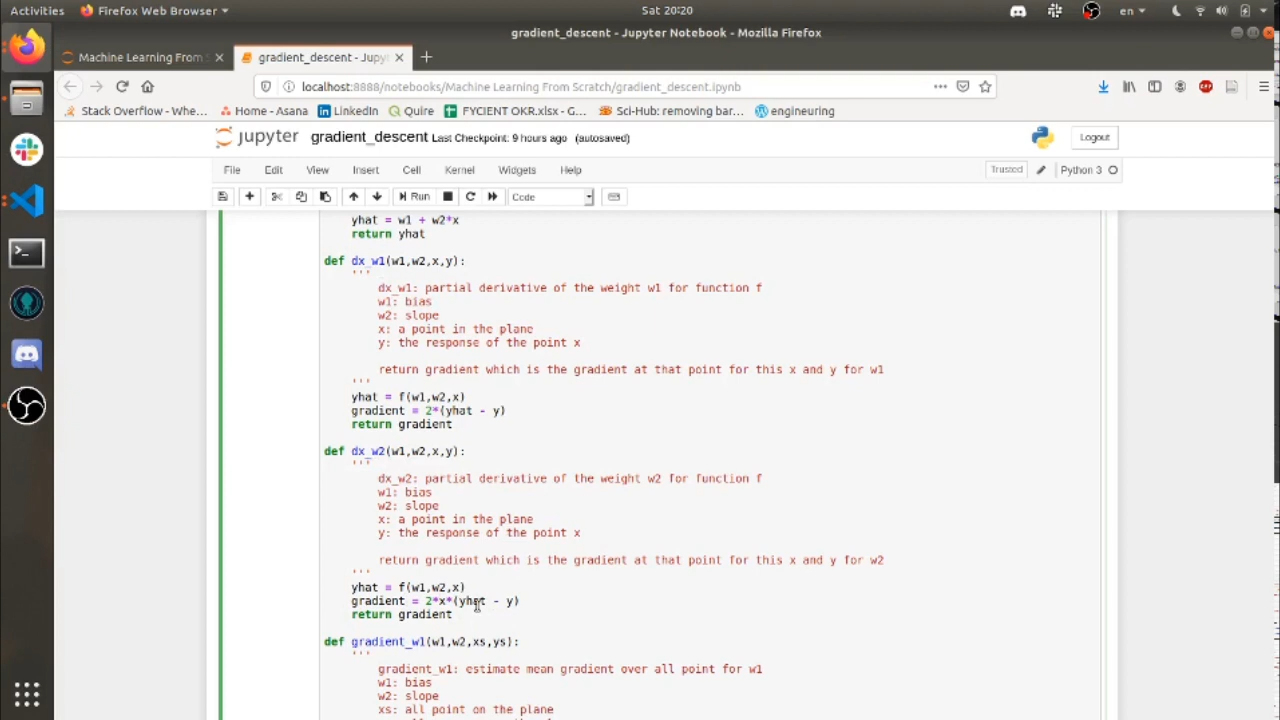 Activities Firefox Web Browser Sat 20:20 en
gradient_descent - Jupyter Notebook - Mozilla Firefox
Machine Learning From S gradient_descent - Jupyt
localhost:8888/notebooks/Machine Learning From Scratch/gradient_descent.ipynb
Stack Overflow - Whe... Home - Asana LinkedIn Quire FYCIENT OKR.xlsx - G... Sci-Hub: removing bar... engineering
jupyter gradient_descent Last Checkpoint: 9 hours ago (autosaved) Logout
File Edit View Insert Cell Kernel Widgets Help Trusted Python 3
Run Code
yhat = w1 + w2*x
return yhat
def dx_w1(w1,w2,x,y):
'''
dx_w1: partial derivative of the weight w1 for function f
w1: bias
w2: slope
x: a point in the plane
y: the response of the point x
return gradient which is the gradient at that point for this x and y for w1
'''
yhat = f(w1,w2,x)
gradient = 2*(yhat - y)
return gradient
def dx_w2(w1,w2,x,y):
'''
dx_w2: partial derivative of the weight w2 for function f
w1: bias
w2: slope
x: a point in the plane
y: the response of the point x
return gradient which is the gradient at that point for this x and y for w2
'''
yhat = f(w1,w2,x)
gradient = 2*x*(yhat - y)
return gradient
def gradient_w1(w1,w2,xs,ys):
'''
gradient_w1: estimate mean gradient over all point for w1
w1: bias
w2: slope
xs: all point on the plane